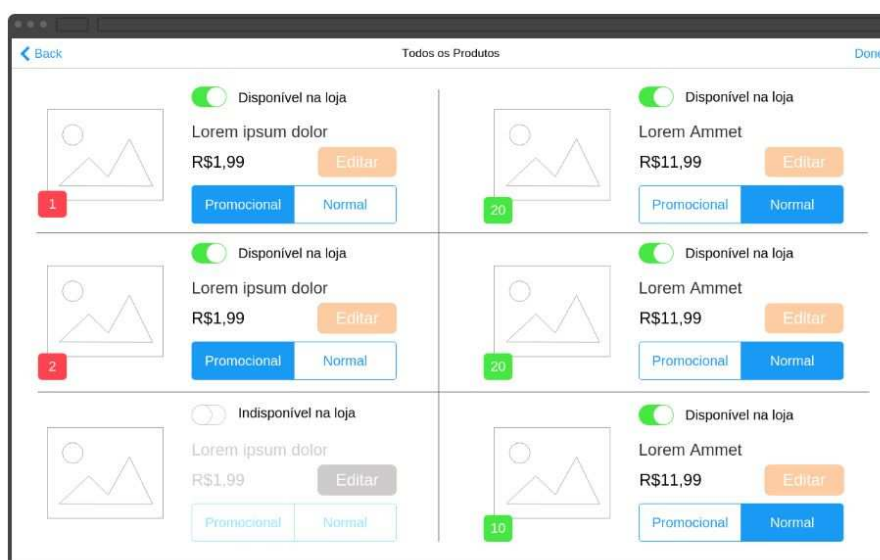 Back Todos os Produtos Done
Disponível na loja
Lorem ipsum dolor
R$1,99 Editar
1 Promocional Normal
Disponível na loja
Lorem Ammet
R$11,99 Editar
20 Promocional Normal
Disponível na loja
Lorem ipsum dolor
R$1,99 Editar
2 Promocional Normal
Disponível na loja
Lorem Ammet
R$11,99 Editar
20 Promocional Normal
Indisponível na loja
Lorem ipsum dolor
R$1,99 Editar
Promocional Normal
Disponível na loja
Lorem Ammet
R$11,99 Editar
10 Promocional Normal